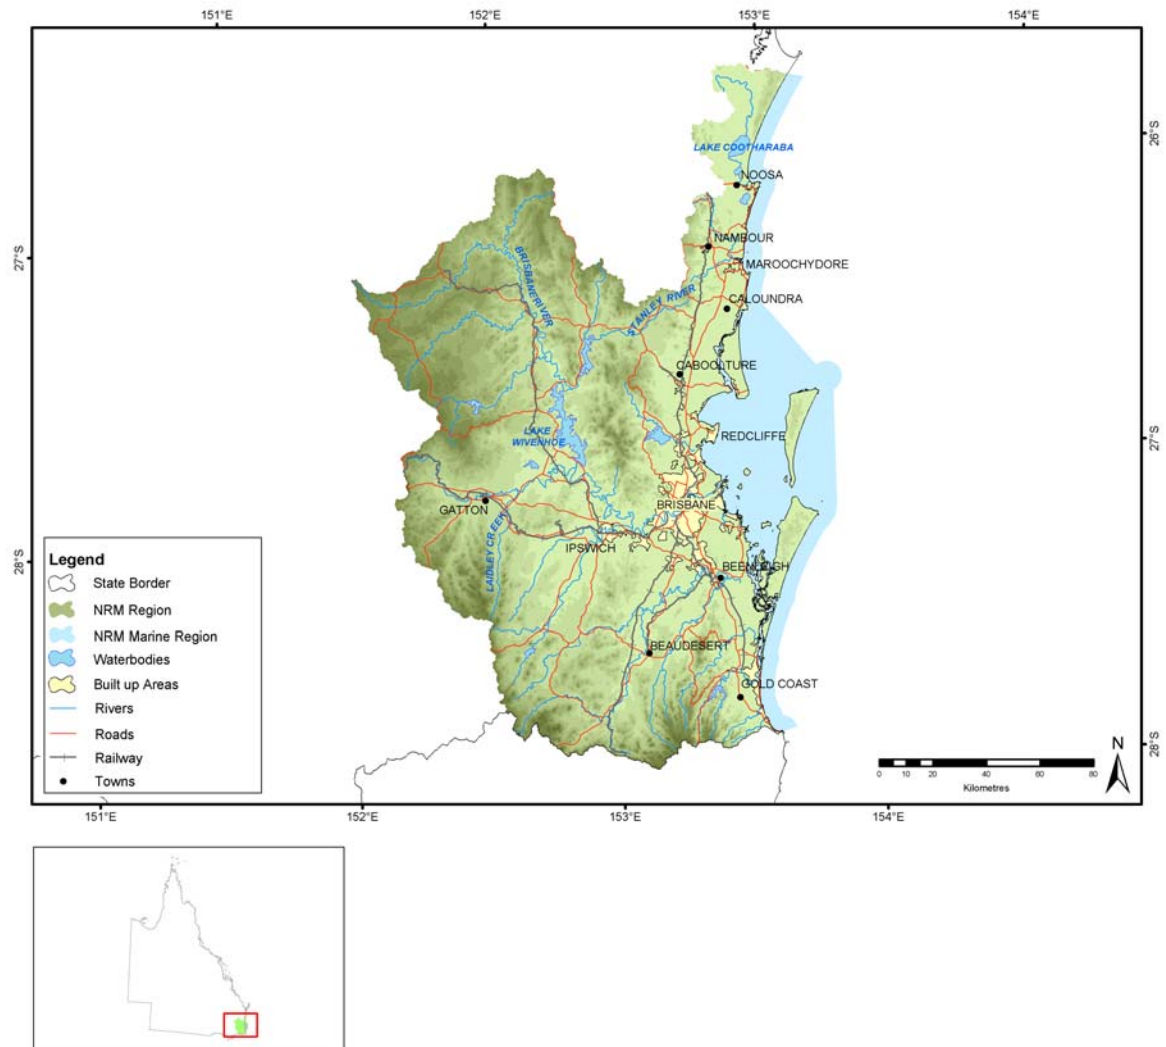 151°E
152°E
153°E
154°E
26°S
LAKE COOTHARABA
NOOSA
NAMBOUR
27°S
MAROOCHYDORE
BRISBANE RIVER
STANLEY RIVER
CALOUNDRA
CABOOLTURE
LAKE
WIVENHOE
REDCLIFFE
27°S
GATTON
BRISBANE
LAIDLEY CREEK
IPSWICH
28°S
BEENLEIGH
BEAUDESERT
GOLD COAST
28°S
Legend
State Border
NRM Region
NRM Marine Region
Waterbodies
Built up Areas
Rivers
Roads
Railway
Towns
N
0 5 10 20 40 60 80
Kilometres
151°E
152°E
153°E
154°E